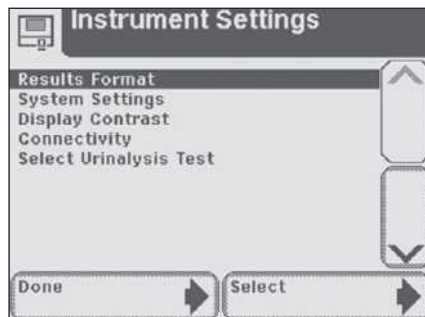 Instrument Settings
Results Format
System Settings
Display Contrast
Connectivity
Select Urinalysis Test
Done
Select